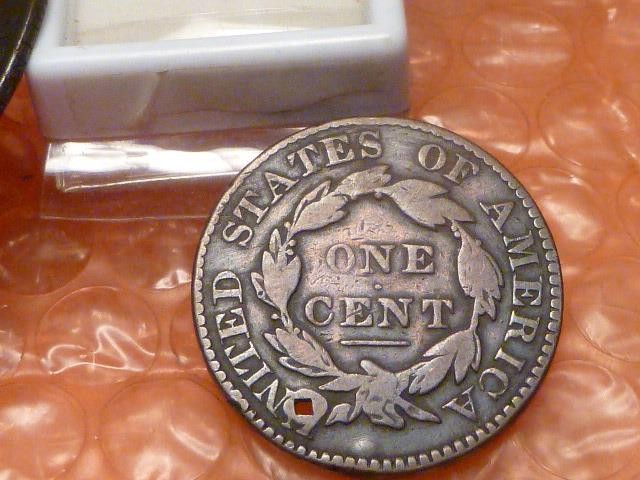 UNITED STATES OF AMERICA
ONE
CENT